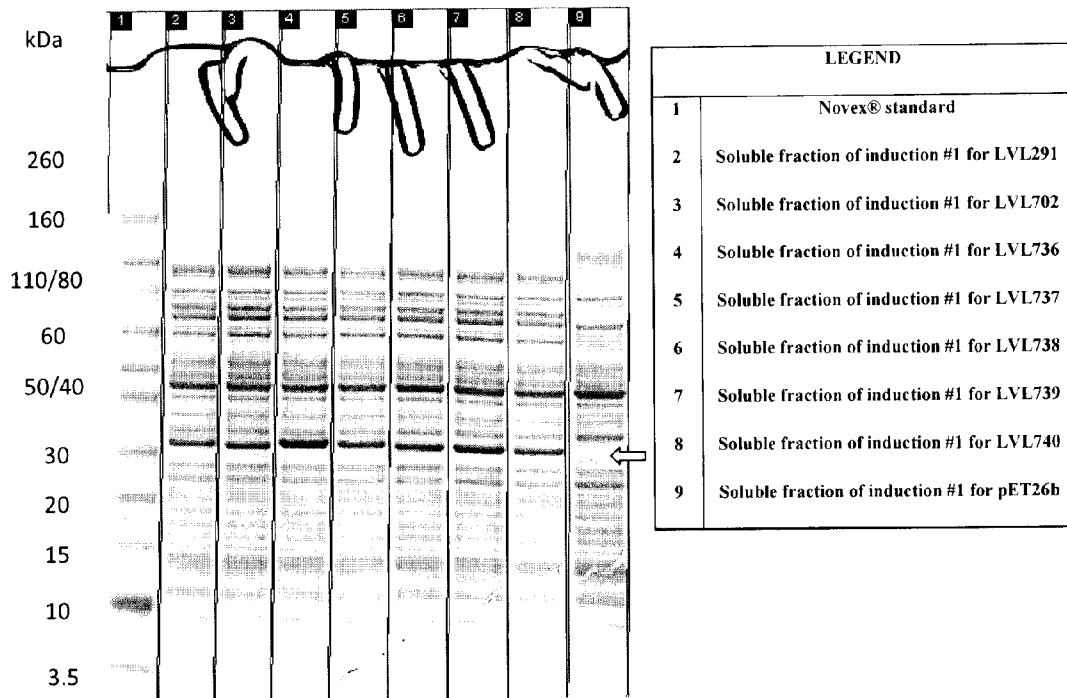 1 2 3 4 5 6 7 8 9
kDa
260
160
110/80
60
50/40
30
20
15
10
3.5
LEGEND
1 Novex® standard
2 Soluble fraction of induction #1 for LVL291
3 Soluble fraction of induction #1 for LVL702
4 Soluble fraction of induction #1 for LVL736
5 Soluble fraction of induction #1 for LVL737
6 Soluble fraction of induction #1 for LVL738
7 Soluble fraction of induction #1 for LVL739
8 Soluble fraction of induction #1 for LVL740
9 Soluble fraction of induction #1 for pET26b